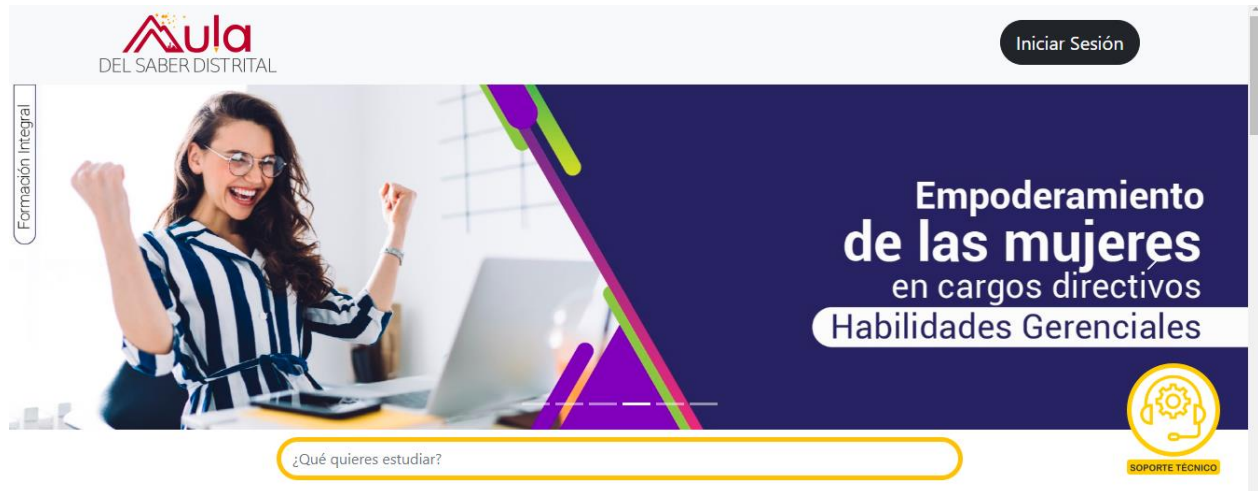 Aula
DEL SABER DISTRITAL
Iniciar Sesión
Formación Integral
Empoderamiento
de las mujeres
en cargos directivos
Habilidades Gerenciales
¿Qué quieres estudiar?
SOPORTE TÉCNICO